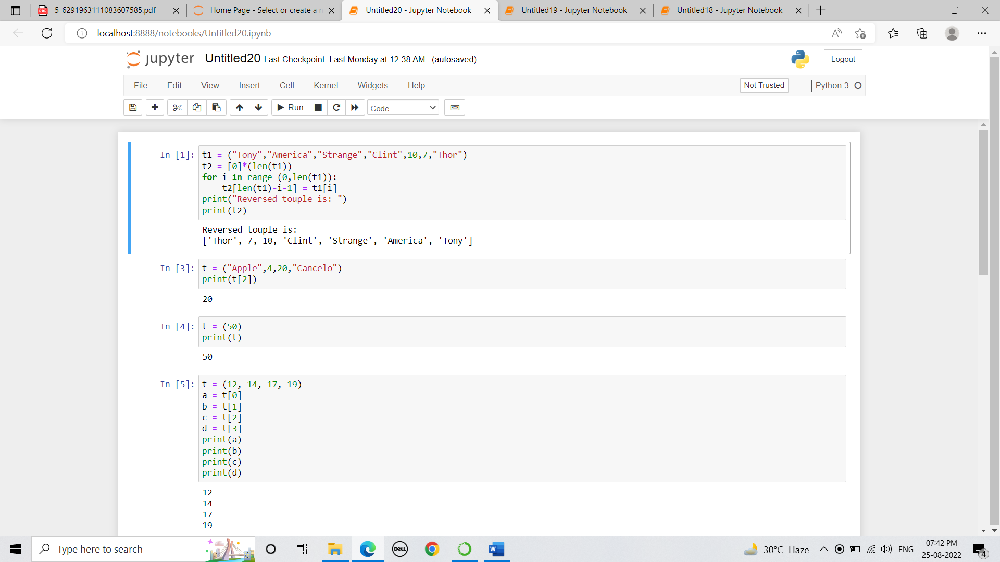 5_6291963111083607585.pdf
Home Page - Select or create a n
Untitled20 - Jupyter Notebook
Untitled19 - Jupyter Notebook
Untitled18 - Jupyter Notebook
localhost:8888/notebooks/Untitled20.ipynb
jupyter Untitled20 Last Checkpoint: Last Monday at 12:38 AM (autosaved)
Logout
File Edit View Insert Cell Kernel Widgets Help
Not Trusted
Python 3
Run
Code
In [1]: t1 = ("Tony","America","Strange","Clint",10,7,"Thor")
t2 = [0]*(len(t1))
for i in range (0,len(t1)):
    t2[len(t1)-i-1] = t1[i]
print("Reversed touple is: ")
print(t2)
Reversed touple is:
['Thor', 7, 10, 'Clint', 'Strange', 'America', 'Tony']
In [3]: t = ("Apple",4,20,"Cancelo")
print(t[2])
20
In [4]: t = (50)
print(t)
50
In [5]: t = (12, 14, 17, 19)
a = t[0]
b = t[1]
c = t[2]
d = t[3]
print(a)
print(b)
print(c)
print(d)
12
14
17
19
Type here to search
DELL
30°C Haze
ENG
07:42 PM
25-08-2022
4